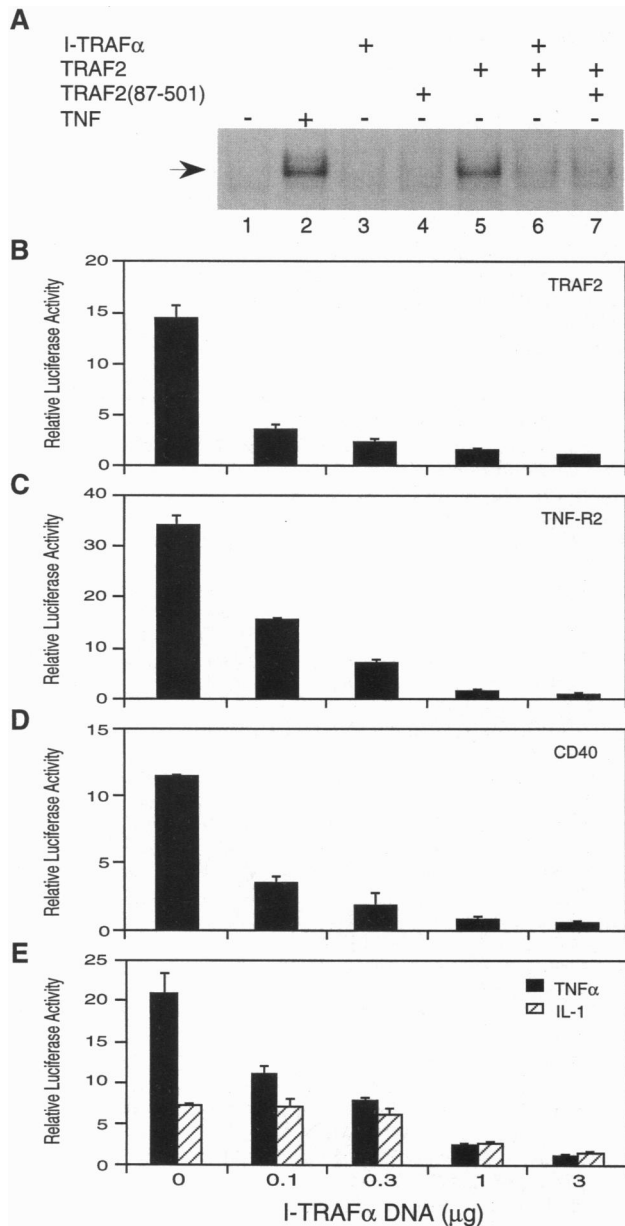 A
I-TRAFα + +
TRAF2 + + +
TRAF2(87-501) + +
TNF - + - - - - -
1 2 3 4 5 6 7
B
20
15
10
5
0
Relative Luciferase Activity
TRAF2
C
40
30
20
10
0
Relative Luciferase Activity
TNF-R2
D
15
10
5
0
Relative Luciferase Activity
CD40
E
25
20
15
10
5
0
Relative Luciferase Activity
TNFα
IL-1
0 0.1 0.3 1 3
I-TRAFα DNA (μg)